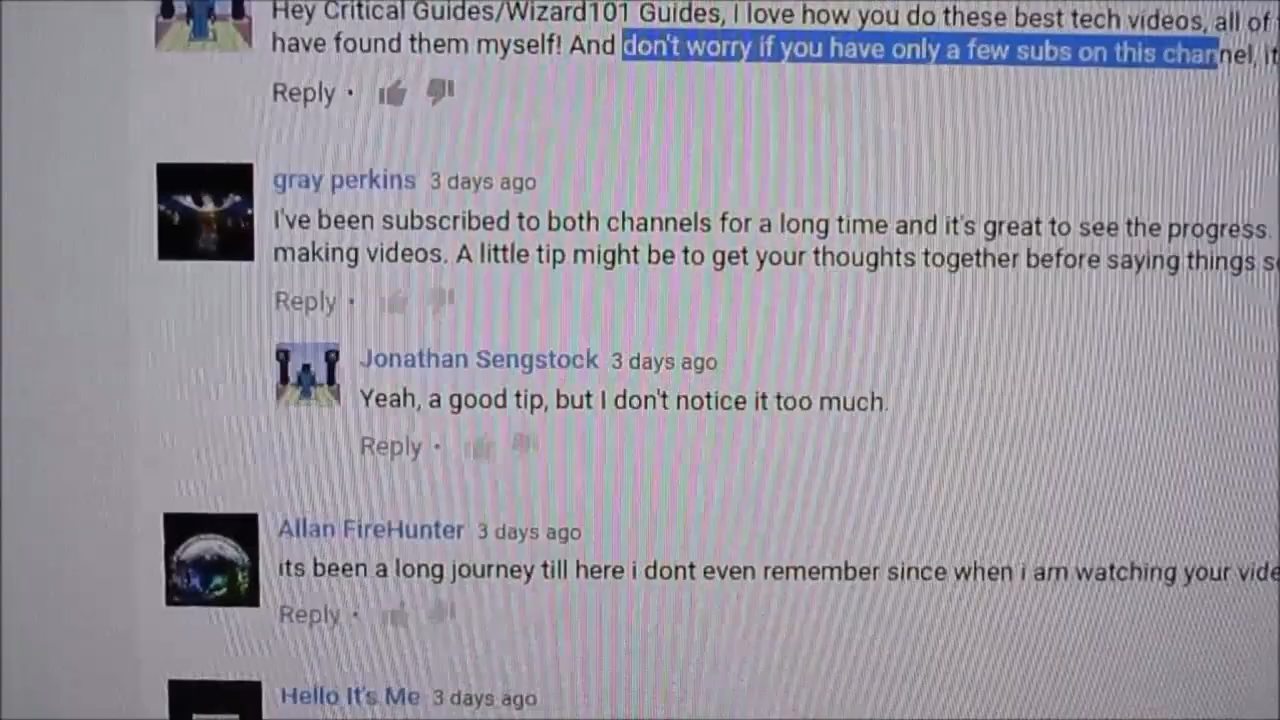 Hey Critical Guides/Wizard101 Guides, I love how you do these best tech videos, all of
have found them myself! And don't worry if you have only a few subs on this channel, it
Reply ·
gray perkins 3 days ago
I've been subscribed to both channels for a long time and it's great to see the progress.
making videos. A little tip might be to get your thoughts together before saying things s
Reply ·
Jonathan Sengstock 3 days ago
Yeah, a good tip, but I don't notice it too much.
Reply ·
Allan FireHunter 3 days ago
its been a long journey till here i dont even remember since when i am watching your vide
Reply ·
Hello It's Me 3 days ago